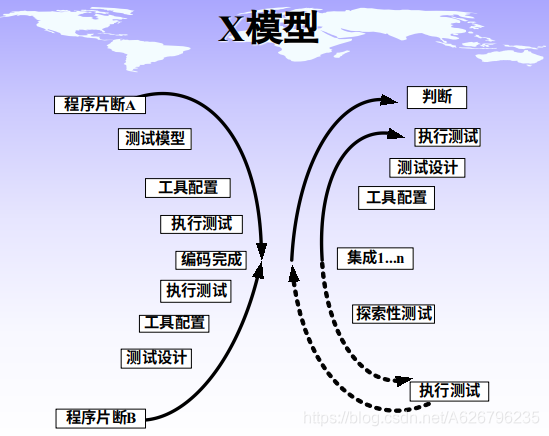 X模型
程序片断A
测试模型
工具配置
执行测试
编码完成
执行测试
工具配置
测试设计
程序片断B
判断
执行测试
测试设计
工具配置
集成1...n
探索性测试
执行测试
https://blog.csdn.net/A626796235